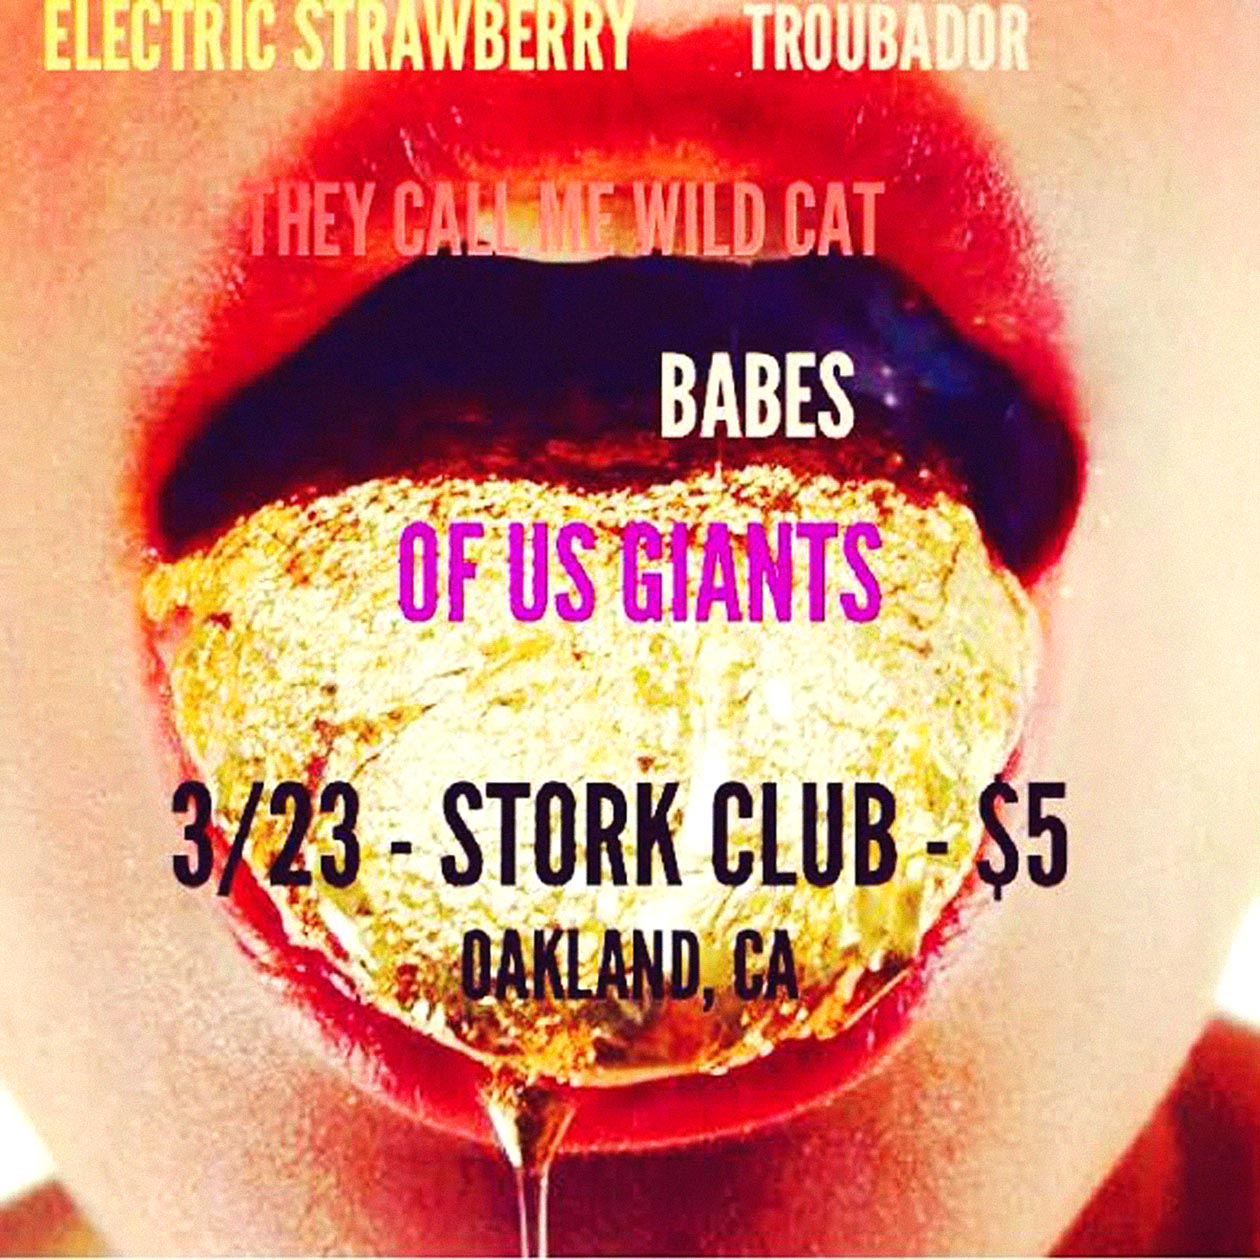 ELECTRIC STRAWBERRY TROUBADOR
THEY CALL ME WILD CAT
BABES
OF US GIANTS
3/23 - STORK CLUB - $5
OAKLAND, CA